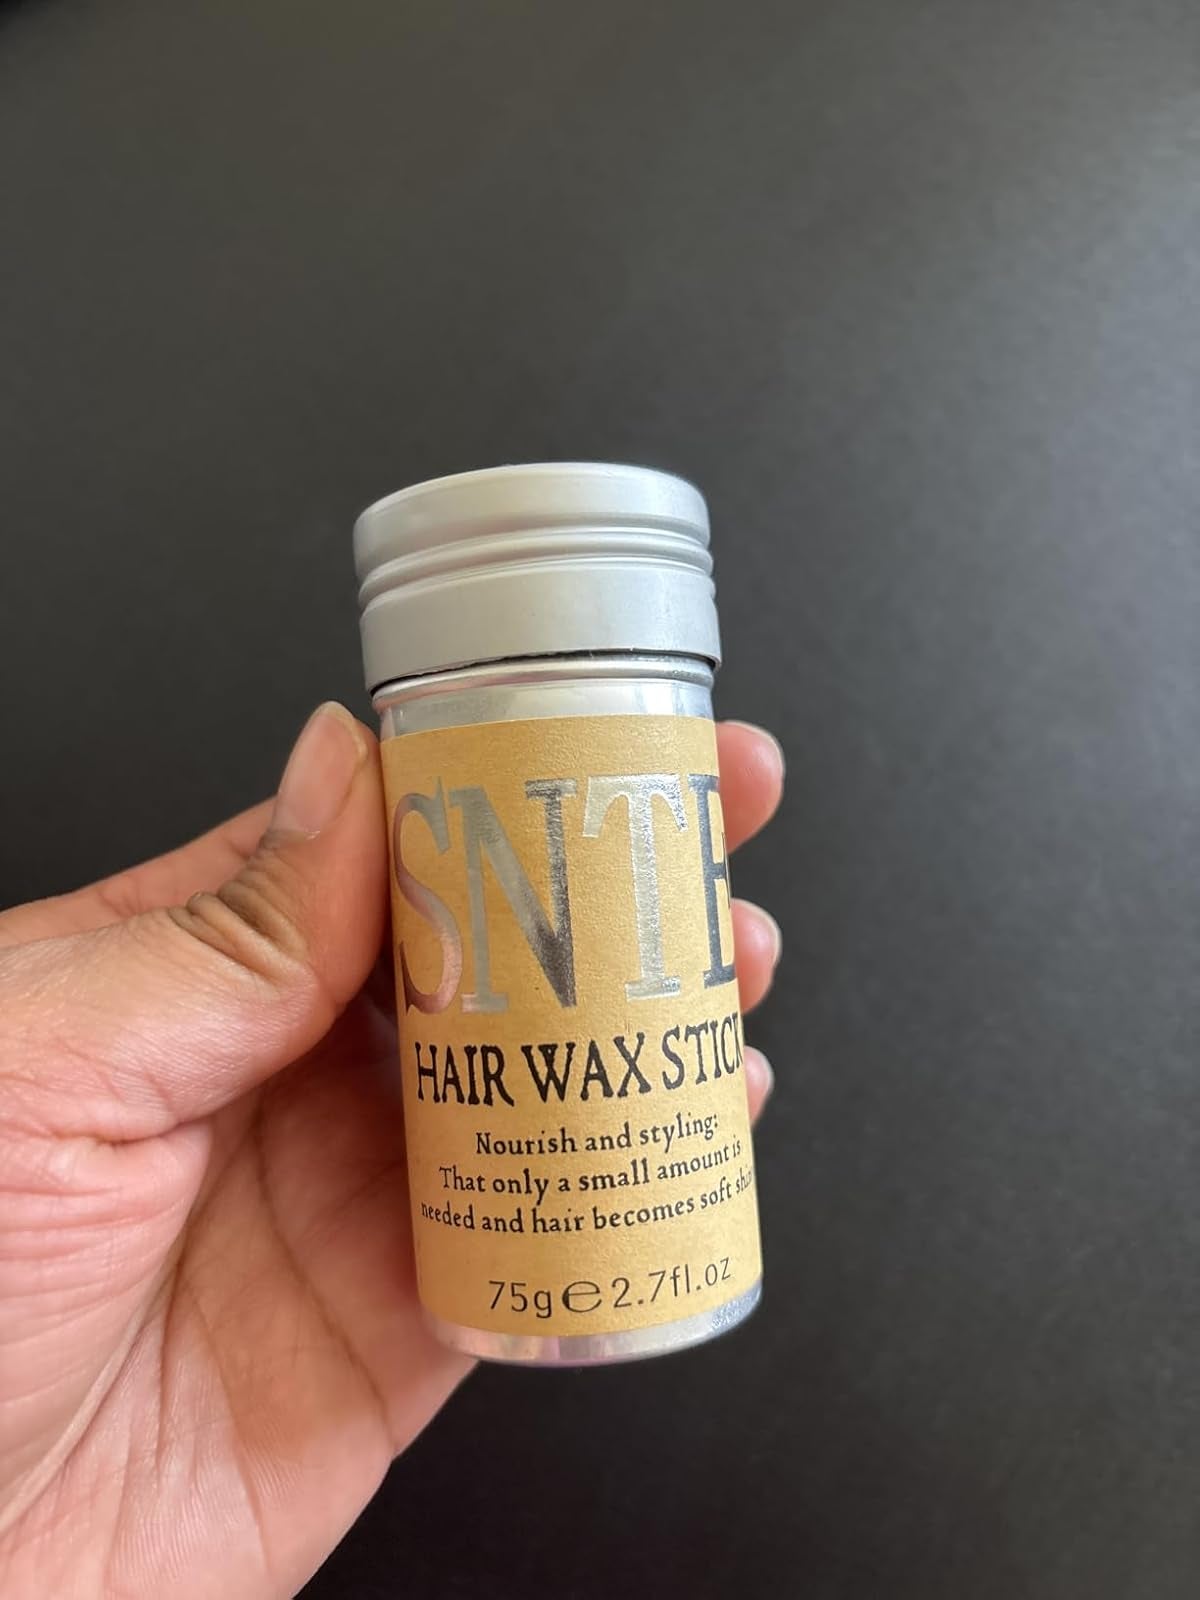 SNTE
HAIR WAX STICK
Nourish and styling:
That only a small amount is
needed and hair becomes soft
75g ℮ 2.7fl.oz